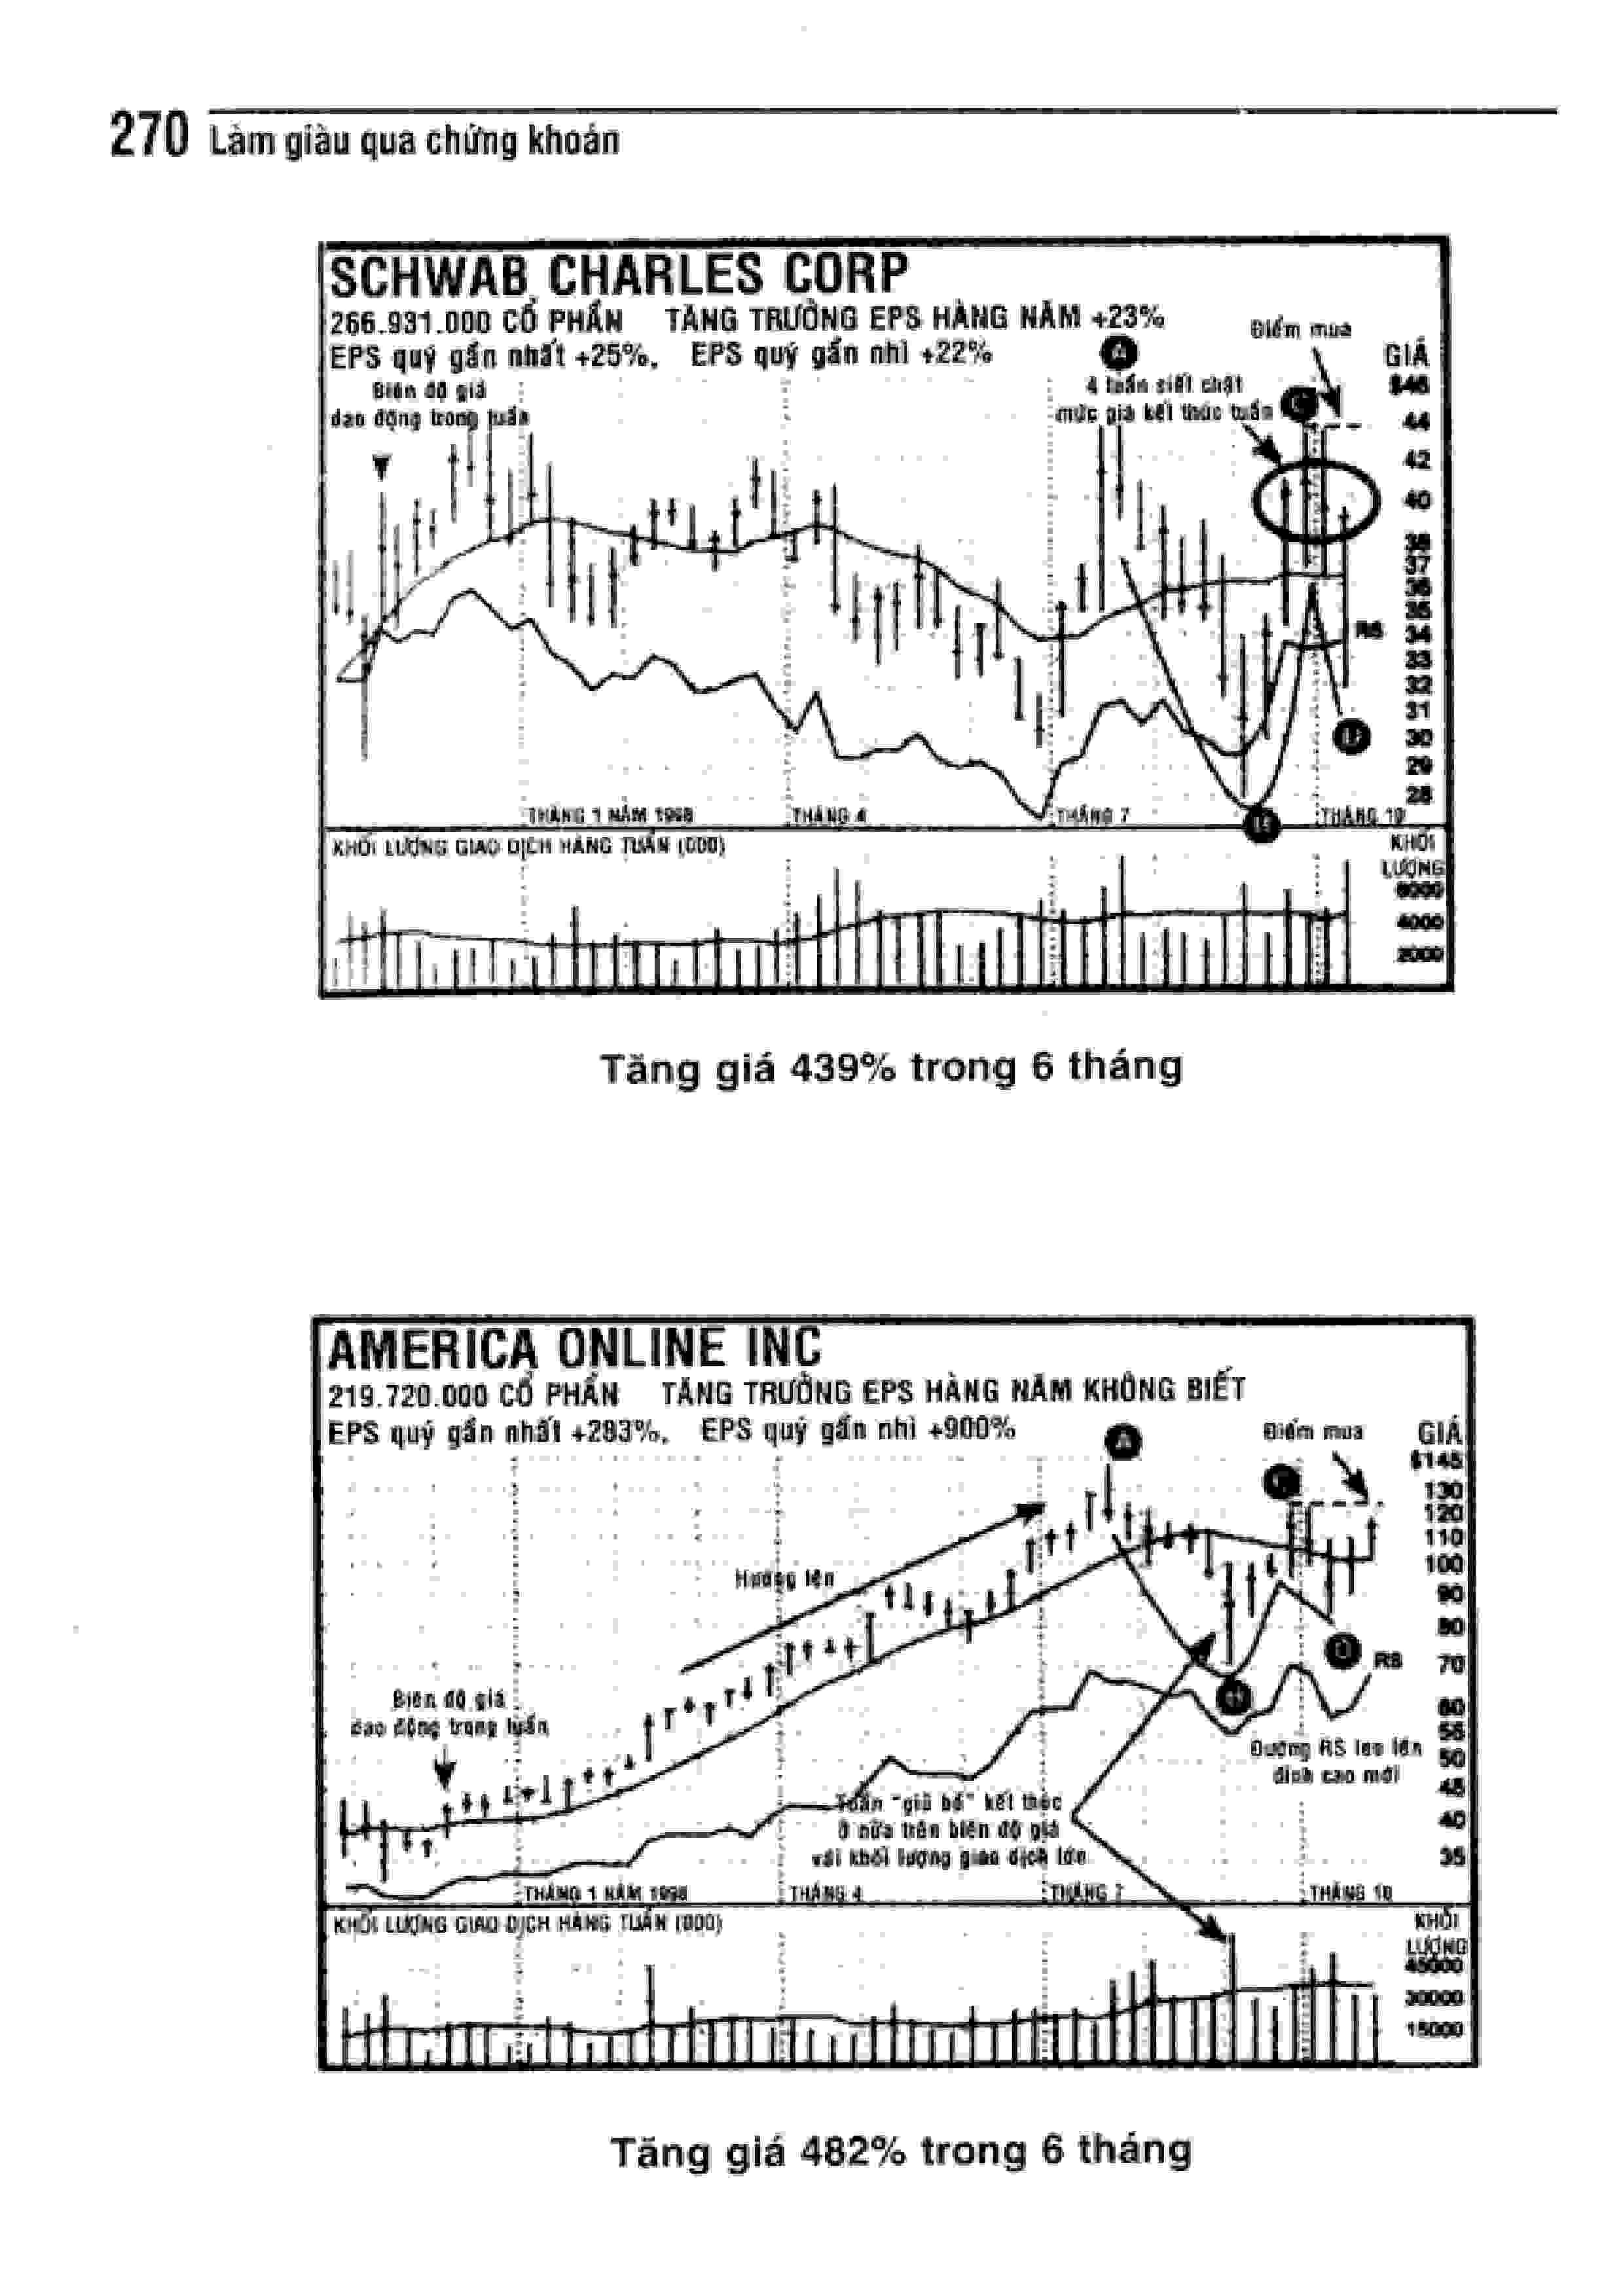 270 Làm giàu qua chứng khoán
SCHWAB CHARLES CORP
266.931.000 CỔ PHẦN TĂNG TRƯỞNG EPS HÀNG NĂM +23%
EPS quý gần nhất +25%, EPS quý gần nhì +22%
Điểm mua
GIÁ
A
Biên độ giá
dao động trong tuần
4 tuần siết chặt
mức giá kết thúc tuần
C
$46
44
42
40
38
37
36
35
34
33
32
31
30
29
28
RS
D
B
THÁNG 1 NĂM 1998
THÁNG 4
THÁNG 7
THÁNG 10
KHỐI LƯỢNG GIAO DỊCH HÀNG TUẦN (000)
KHỐI
LƯỢNG
6000
4000
2000
Tăng giá 439% trong 6 tháng
AMERICA ONLINE INC
219.720.000 CỔ PHẦN TĂNG TRƯỞNG EPS HÀNG NĂM KHÔNG BIẾT
EPS quý gần nhất +283%, EPS quý gần nhì +900%
A
Điểm mua
GIÁ
C
$145
130
120
110
100
90
80
70
60
55
50
45
40
35
Hướng lên
D
RS
B
Biên độ giá
dao động trong tuần
Đường RS leo lên
đỉnh cao mới
Tuần "giũ bỏ" kết thúc
ở nửa trên biên độ giá
với khối lượng giao dịch lớn
THÁNG 1 NĂM 1998
THÁNG 4
THÁNG 7
THÁNG 10
KHỐI LƯỢNG GIAO DỊCH HÀNG TUẦN (000)
KHỐI
LƯỢNG
45000
30000
15000
Tăng giá 482% trong 6 tháng